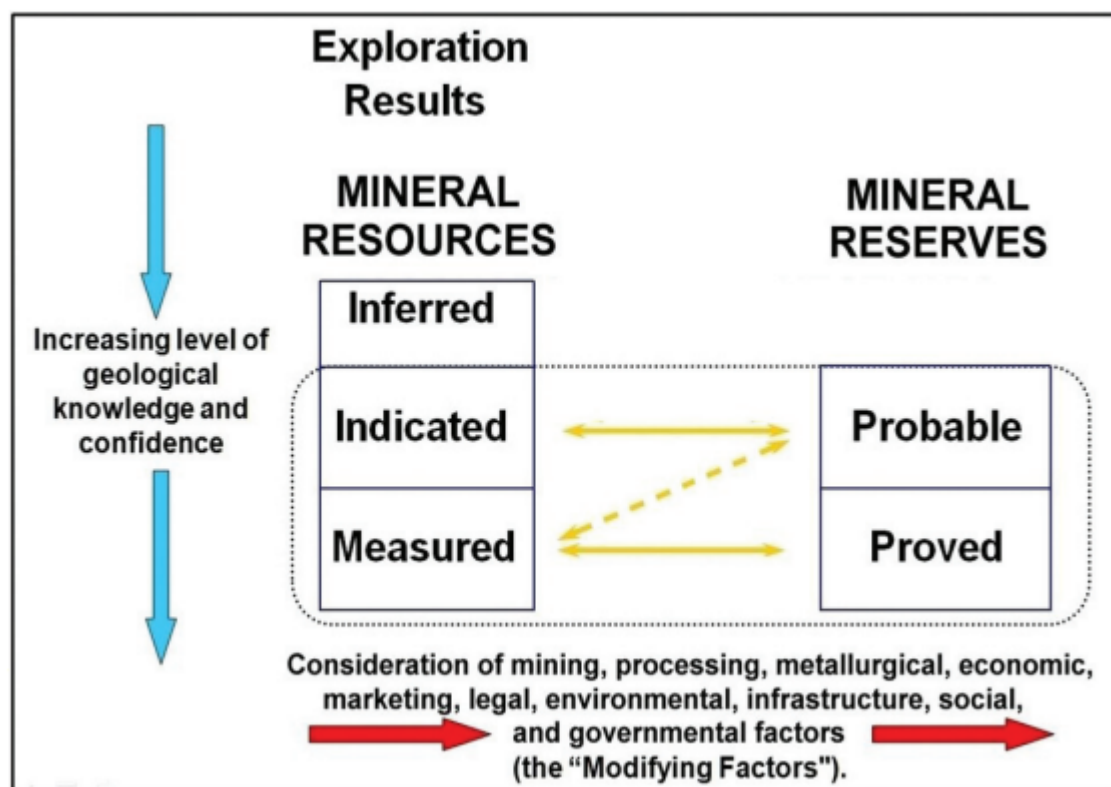 Exploration
Results
MINERAL
RESOURCES
MINERAL
RESERVES
Inferred
Increasing level of
geological
knowledge and
confidence
Indicated
Probable
Measured
Proved
Consideration of mining, processing, metallurgical, economic,
marketing, legal, environmental, infrastructure, social,
and governmental factors
(the “Modifying Factors").